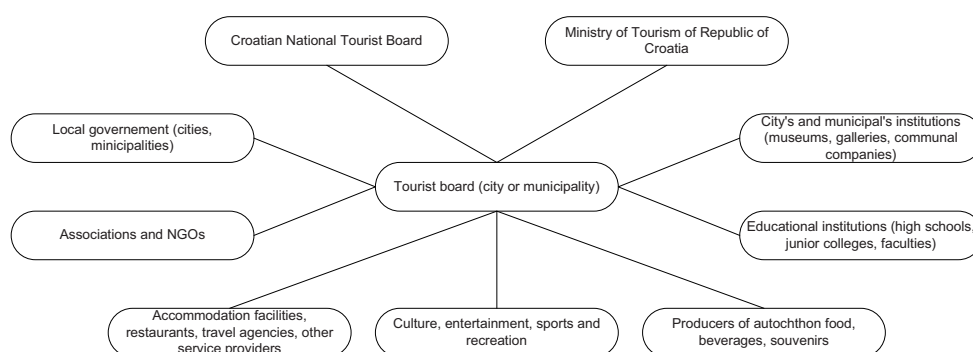 Croatian National Tourist Board
Ministry of Tourism of Republic of
Croatia
Local governement (cities,
minicipalities)
City's and municipal's institutions
(museums, galleries, communal
companies)
Tourist board (city or municipality)
Associations and NGOs
Educational institutions (high schools,
junior colleges, faculties)
Accommodation facilities,
restaurants, travel agencies, other
service providers
Culture, entertainment, sports and
recreation
Producers of autochthon food,
beverages, souvenirs